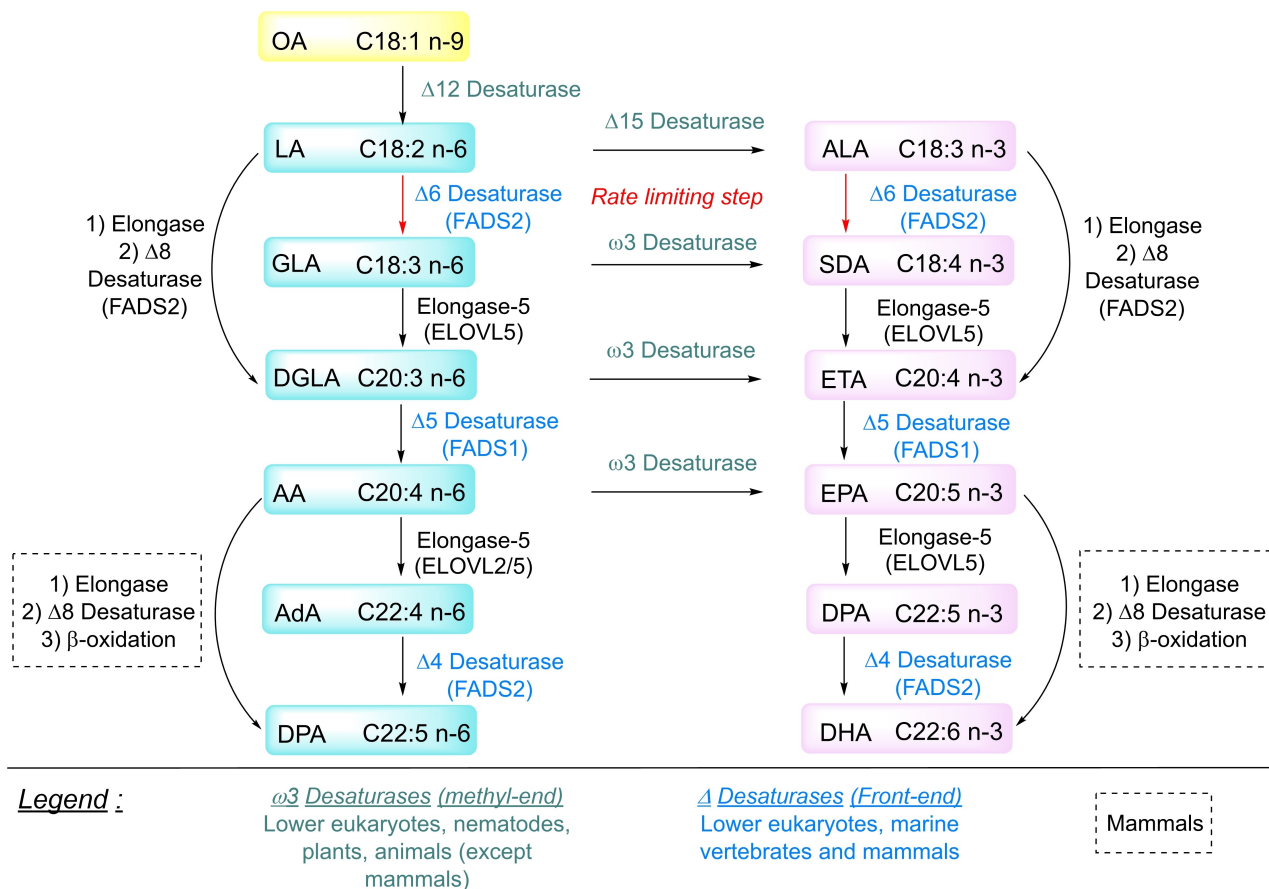 OA C18:1 n-9
Δ12 Desaturase
LA C18:2 n-6
Δ15 Desaturase
ALA C18:3 n-3
Δ6 Desaturase
(FADS2)
Rate limiting step
Δ6 Desaturase
(FADS2)
1) Elongase
2) Δ8
Desaturase
(FADS2)
1) Elongase
2) Δ8
Desaturase
(FADS2)
GLA C18:3 n-6
ω3 Desaturase
SDA C18:4 n-3
Elongase-5
(ELOVL5)
Elongase-5
(ELOVL5)
DGLA C20:3 n-6
ω3 Desaturase
ETA C20:4 n-3
Δ5 Desaturase
(FADS1)
Δ5 Desaturase
(FADS1)
AA C20:4 n-6
ω3 Desaturase
EPA C20:5 n-3
Elongase-5
(ELOVL2/5)
Elongase-5
(ELOVL5)
1) Elongase
2) Δ8 Desaturase
3) β-oxidation
1) Elongase
2) Δ8 Desaturase
3) β-oxidation
AdA C22:4 n-6
DPA C22:5 n-3
Δ4 Desaturase
(FADS2)
Δ4 Desaturase
(FADS2)
DPA C22:5 n-6
DHA C22:6 n-3
Legend :
ω3 Desaturases (methyl-end)
Lower eukaryotes, nematodes,
plants, animals (except
mammals)
Δ Desaturases (Front-end)
Lower eukaryotes, marine
vertebrates and mammals
Mammals